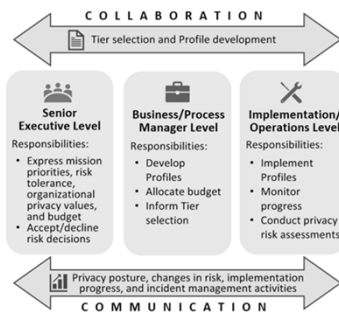 COLLABORATION
Tier selection and Profile development
Senior
Executive Level
Responsibilities:
• Express mission
priorities, risk
tolerance,
organizational
privacy values,
and budget
• Accept/decline
risk decisions
Business/Process
Manager Level
Responsibilities:
• Develop
Profiles
• Allocate budget
• Inform Tier
selection
Implementation/
Operations Level
Responsibilities:
• Implement
Profiles
• Monitor
progress
• Conduct privacy
risk assessments
Privacy posture, changes in risk, implementation
progress, and incident management activities
COMMUNICATION